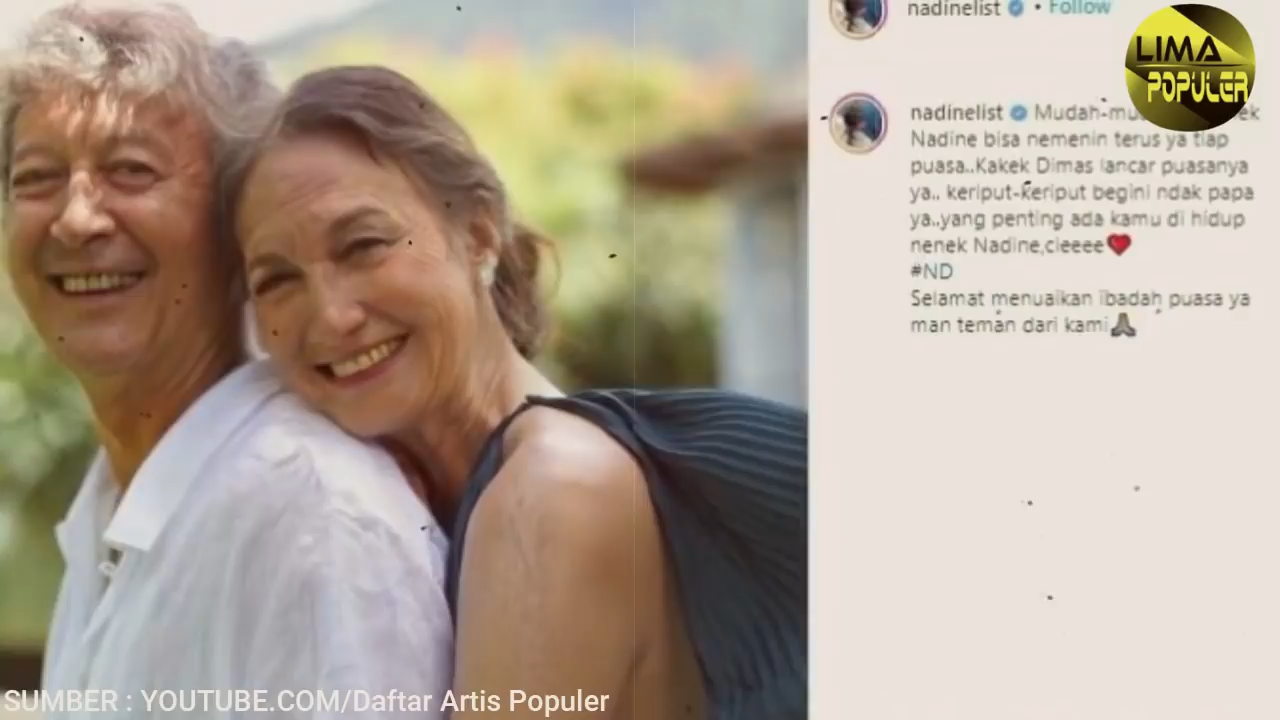 nadinelist • Follow
LIMA
POPULER
nadinelist Mudah-mu ek
Nadine bisa nemenin terus ya tiap
puasa..Kakek Dimas lancar puasanya
ya.. keriput-keriput begini ndak papa
ya..yang penting ada kamu di hidup
nenek Nadine,cieeee❤️
#ND
Selamat menuaikan ibadah puasa ya
man teman dari kami🙏
SUMBER : YOUTUBE.COM/Daftar Artis Populer